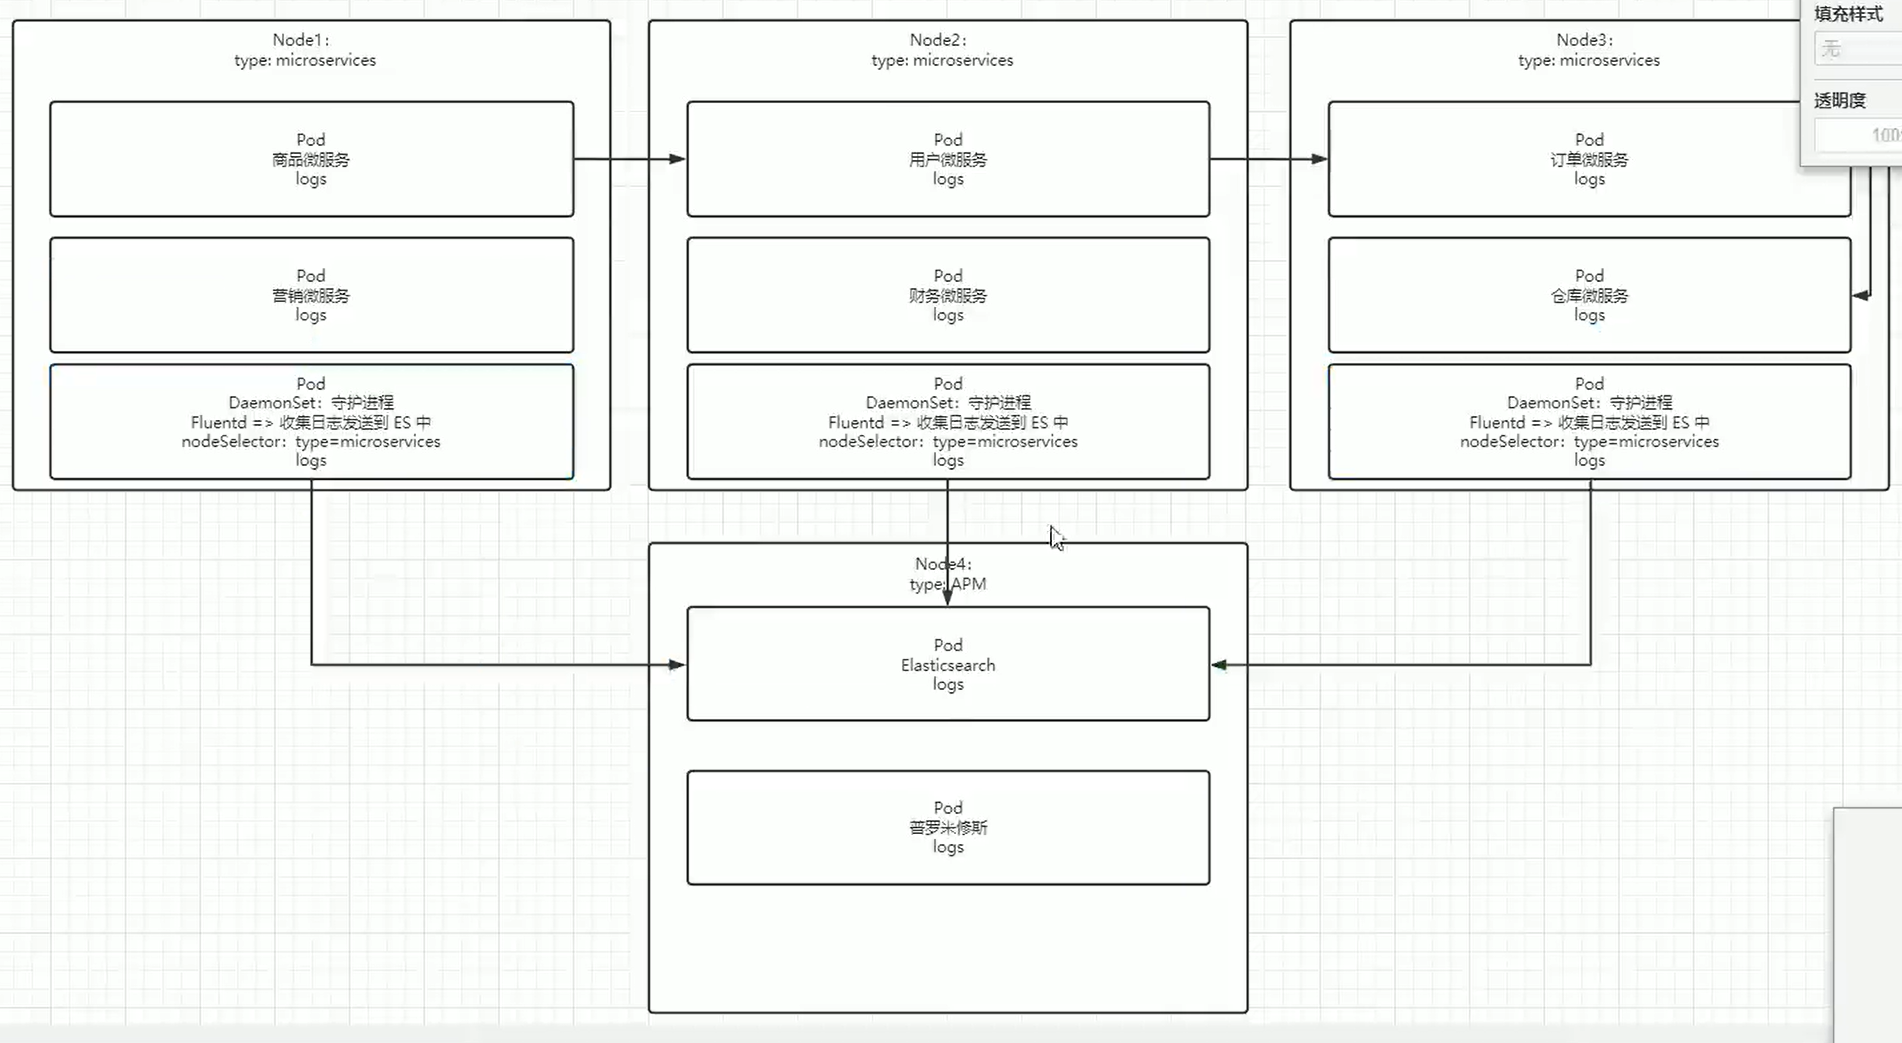 Node1:
type: microservices
Pod
商品微服务
logs
Pod
营销微服务
logs
Pod
DaemonSet: 守护进程
Fluentd => 收集日志发送到 ES 中
nodeSelector: type=microservices
logs
Node2:
type: microservices
Pod
用户微服务
logs
Pod
财务微服务
logs
Pod
DaemonSet: 守护进程
Fluentd => 收集日志发送到 ES 中
nodeSelector: type=microservices
logs
Node3:
type: microservices
Pod
订单微服务
logs
Pod
仓库微服务
logs
Pod
DaemonSet: 守护进程
Fluentd => 收集日志发送到 ES 中
nodeSelector: type=microservices
logs
Node4:
type: APM
Pod
Elasticsearch
logs
Pod
普罗米修斯
logs
填充样式
无
透明度
100